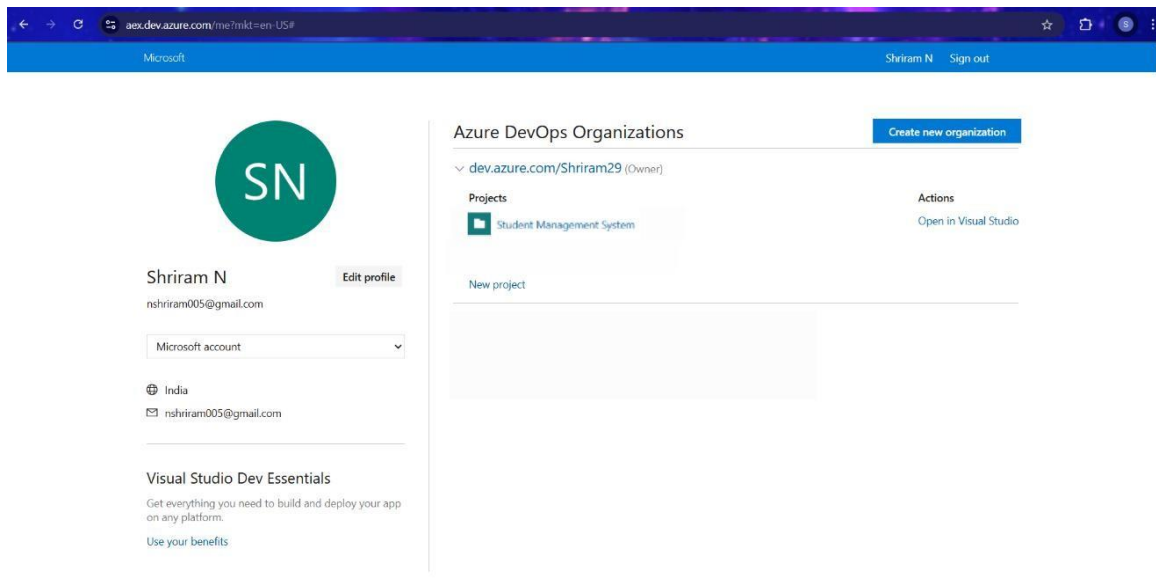 aex.dev.azure.com/me?mkt=en-US#
S
Microsoft
Shriram N Sign out
SN
Shriram N
Edit profile
nshriram005@gmail.com
Microsoft account
India
nshriram005@gmail.com
Visual Studio Dev Essentials
Get everything you need to build and deploy your app
on any platform.
Use your benefits
Azure DevOps Organizations
Create new organization
dev.azure.com/Shriram29 (Owner)
Projects
Actions
Student Management System
Open in Visual Studio
New project